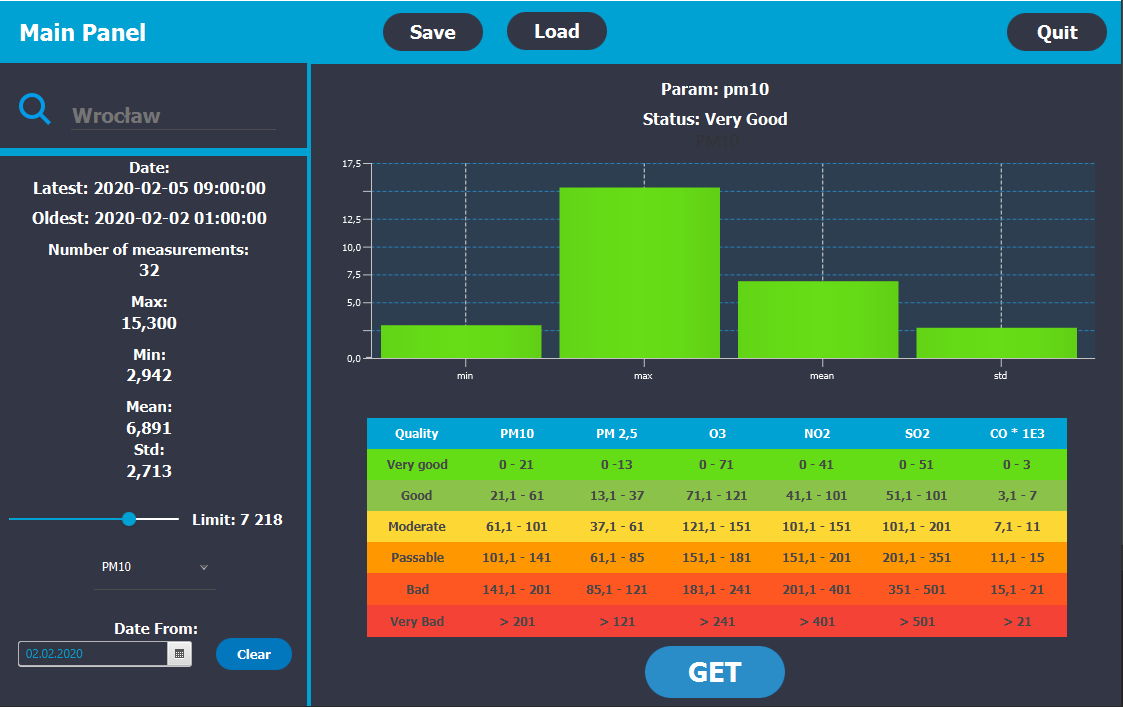 Main Panel
Save
Load
Quit
Wrocław
Date:
Latest: 2020-02-05 09:00:00
Oldest: 2020-02-02 01:00:00
Number of measurements:
32
Max:
15,300
Min:
2,942
Mean:
6,891
Std:
2,713
Limit: 7 218
PM10
Date From:
02.02.2020
Clear
Param: pm10
Status: Very Good
PM10
17,5
12,5
10,0
7,5
5,0
0,0
min max mean std
Quality PM10 PM 2,5 O3 NO2 SO2 CO * 1E3
Very good 0 - 21 0 -13 0 - 71 0 - 41 0 - 51 0 - 3
Good 21,1 - 61 13,1 - 37 71,1 - 121 41,1 - 101 51,1 - 101 3,1 - 7
Moderate 61,1 - 101 37,1 - 61 121,1 - 151 101,1 - 151 101,1 - 201 7,1 - 11
Passable 101,1 - 141 61,1 - 85 151,1 - 181 151,1 - 201 201,1 - 351 11,1 - 15
Bad 141,1 - 201 85,1 - 121 181,1 - 241 201,1 - 401 351 - 501 15,1 - 21
Very Bad > 201 > 121 > 241 > 401 > 501 > 21
GET